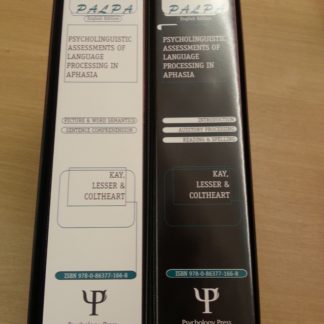 PALPA
English Edition
PSYCHOLINGUISTIC
ASSESSMENTS OF
LANGUAGE
PROCESSING IN
APHASIA
PICTURE & WORD SEMANTICS
SENTENCE COMPREHENSION
KAY,
LESSER &
COLTHEART
ISBN 978-0-86377-166-8
Psychology Press
PALPA
English Edition
PSYCHOLINGUISTIC
ASSESSMENTS OF
LANGUAGE
PROCESSING IN
APHASIA
INTRODUCTION
AUDITORY PROCESSING
READING & SPELLING
KAY,
LESSER &
COLTHEART
ISBN 978-0-86377-166-8
Psychology Press